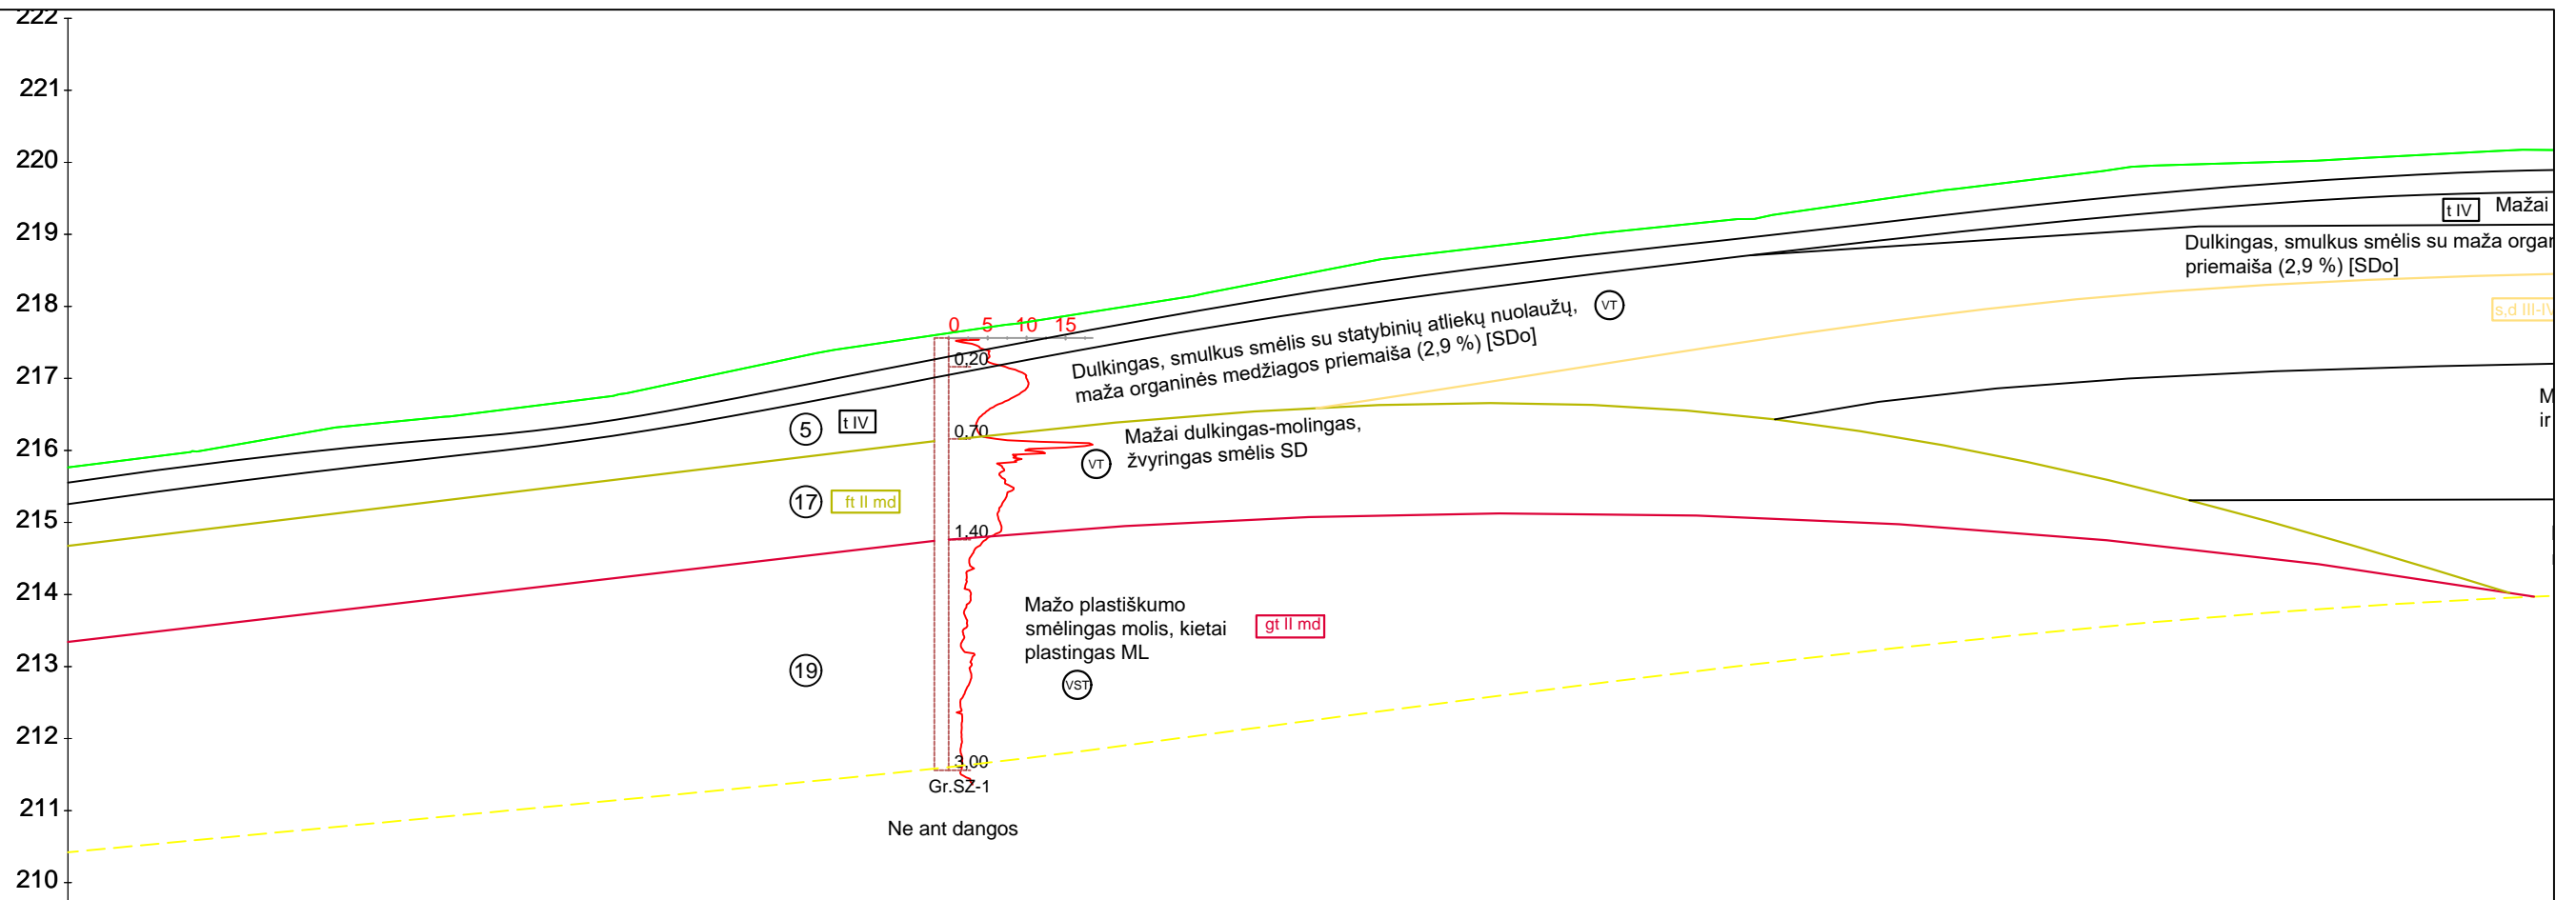 222
221
220
219
218
217
216
215
214
213
212
211
210
t IV Mažai
Dulkingas, smulkus smėlis su maža organ
priemaiša (2,9 %) [SDo]
s,d III-IV
0 5 10 15
Dulkingas, smulkus smėlis su statybinių atliekų nuolaužų,
maža organinės medžiagos priemaiša (2,9 %) [SDo]
VT
0,20
5 t IV
0,70
Mažai dulkingas-molingas,
žvyringas smėlis SD
VT
M
ir
17 ft II md
1,40
Mažo plastiškumo
smėlingas molis, kietai
plastingas ML
gt II md
19
VST
3,00
Gr.SZ-1
Ne ant dangos